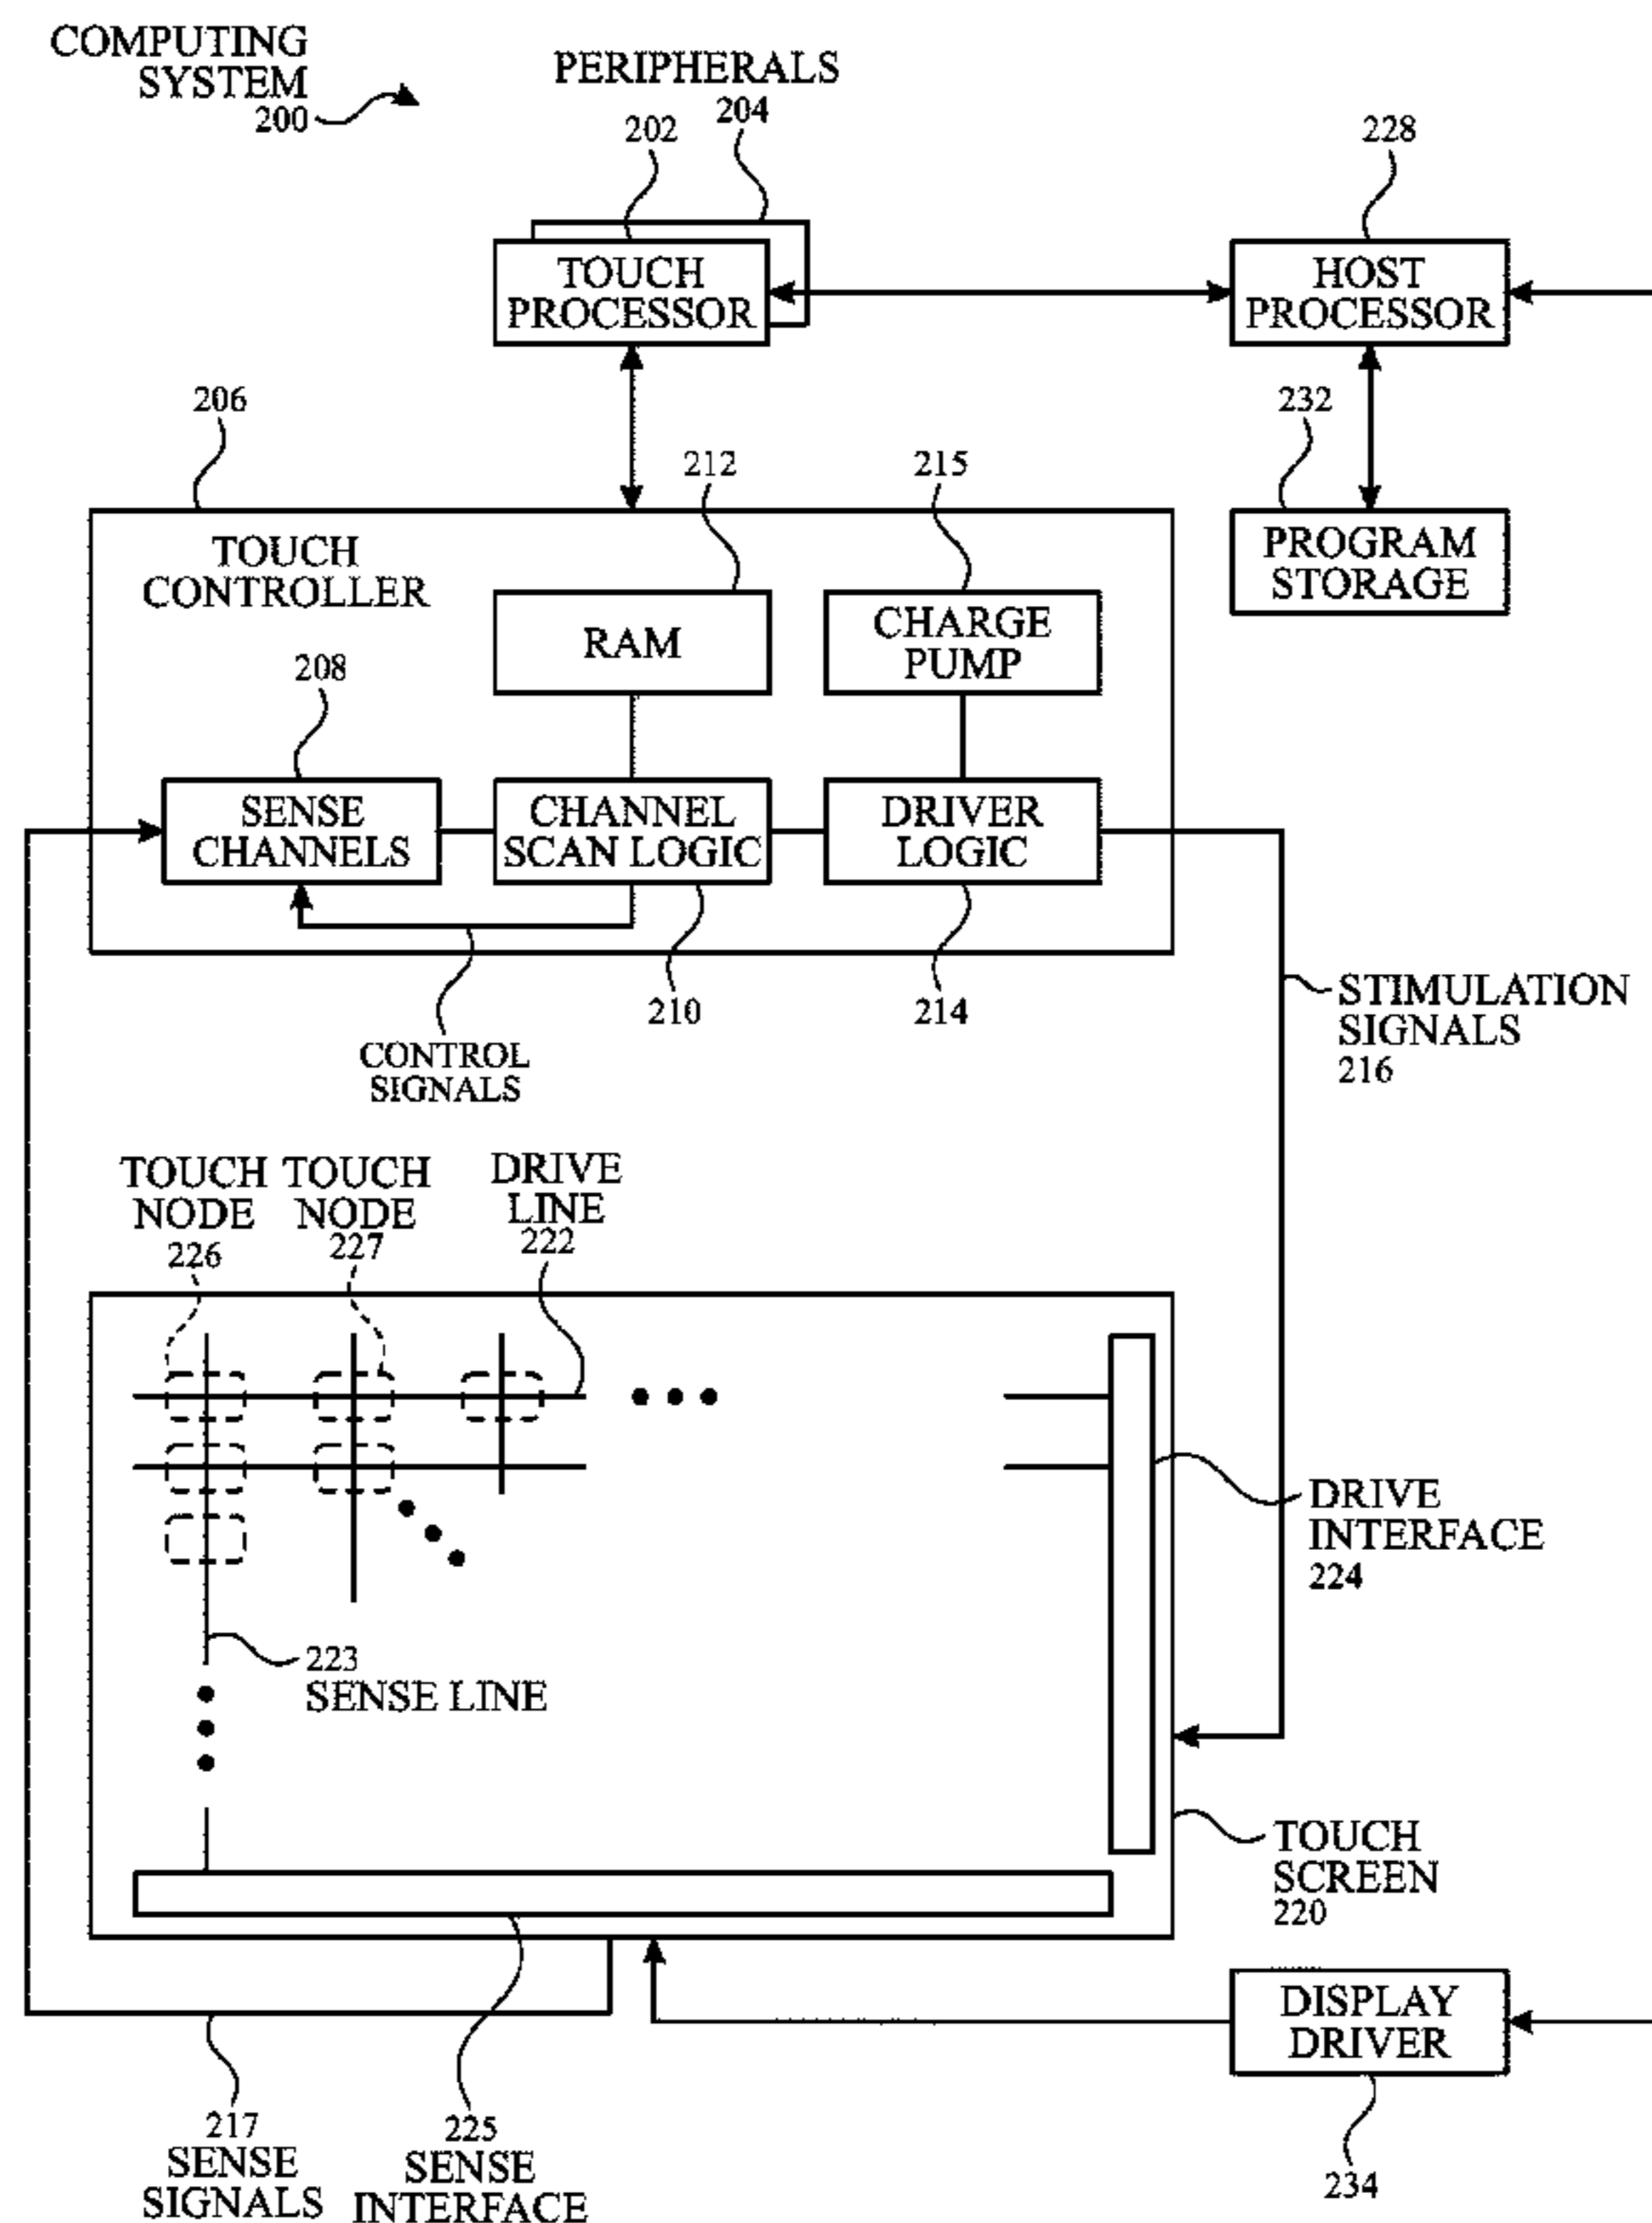 COMPUTING
SYSTEM
200
PERIPHERALS
204
202
228
TOUCH
PROCESSOR
HOST
PROCESSOR
206
212
215
232
TOUCH
CONTROLLER
RAM
CHARGE
PUMP
PROGRAM
STORAGE
208
SENSE
CHANNELS
CHANNEL
SCAN LOGIC
DRIVER
LOGIC
210
214
CONTROL
SIGNALS
STIMULATION
SIGNALS
216
TOUCH
NODE
226
TOUCH
NODE
227
DRIVE
LINE
222
DRIVE
INTERFACE
224
223
SENSE LINE
TOUCH
SCREEN
220
DISPLAY
DRIVER
217
SENSE
SIGNALS
225
SENSE
INTERFACE
234